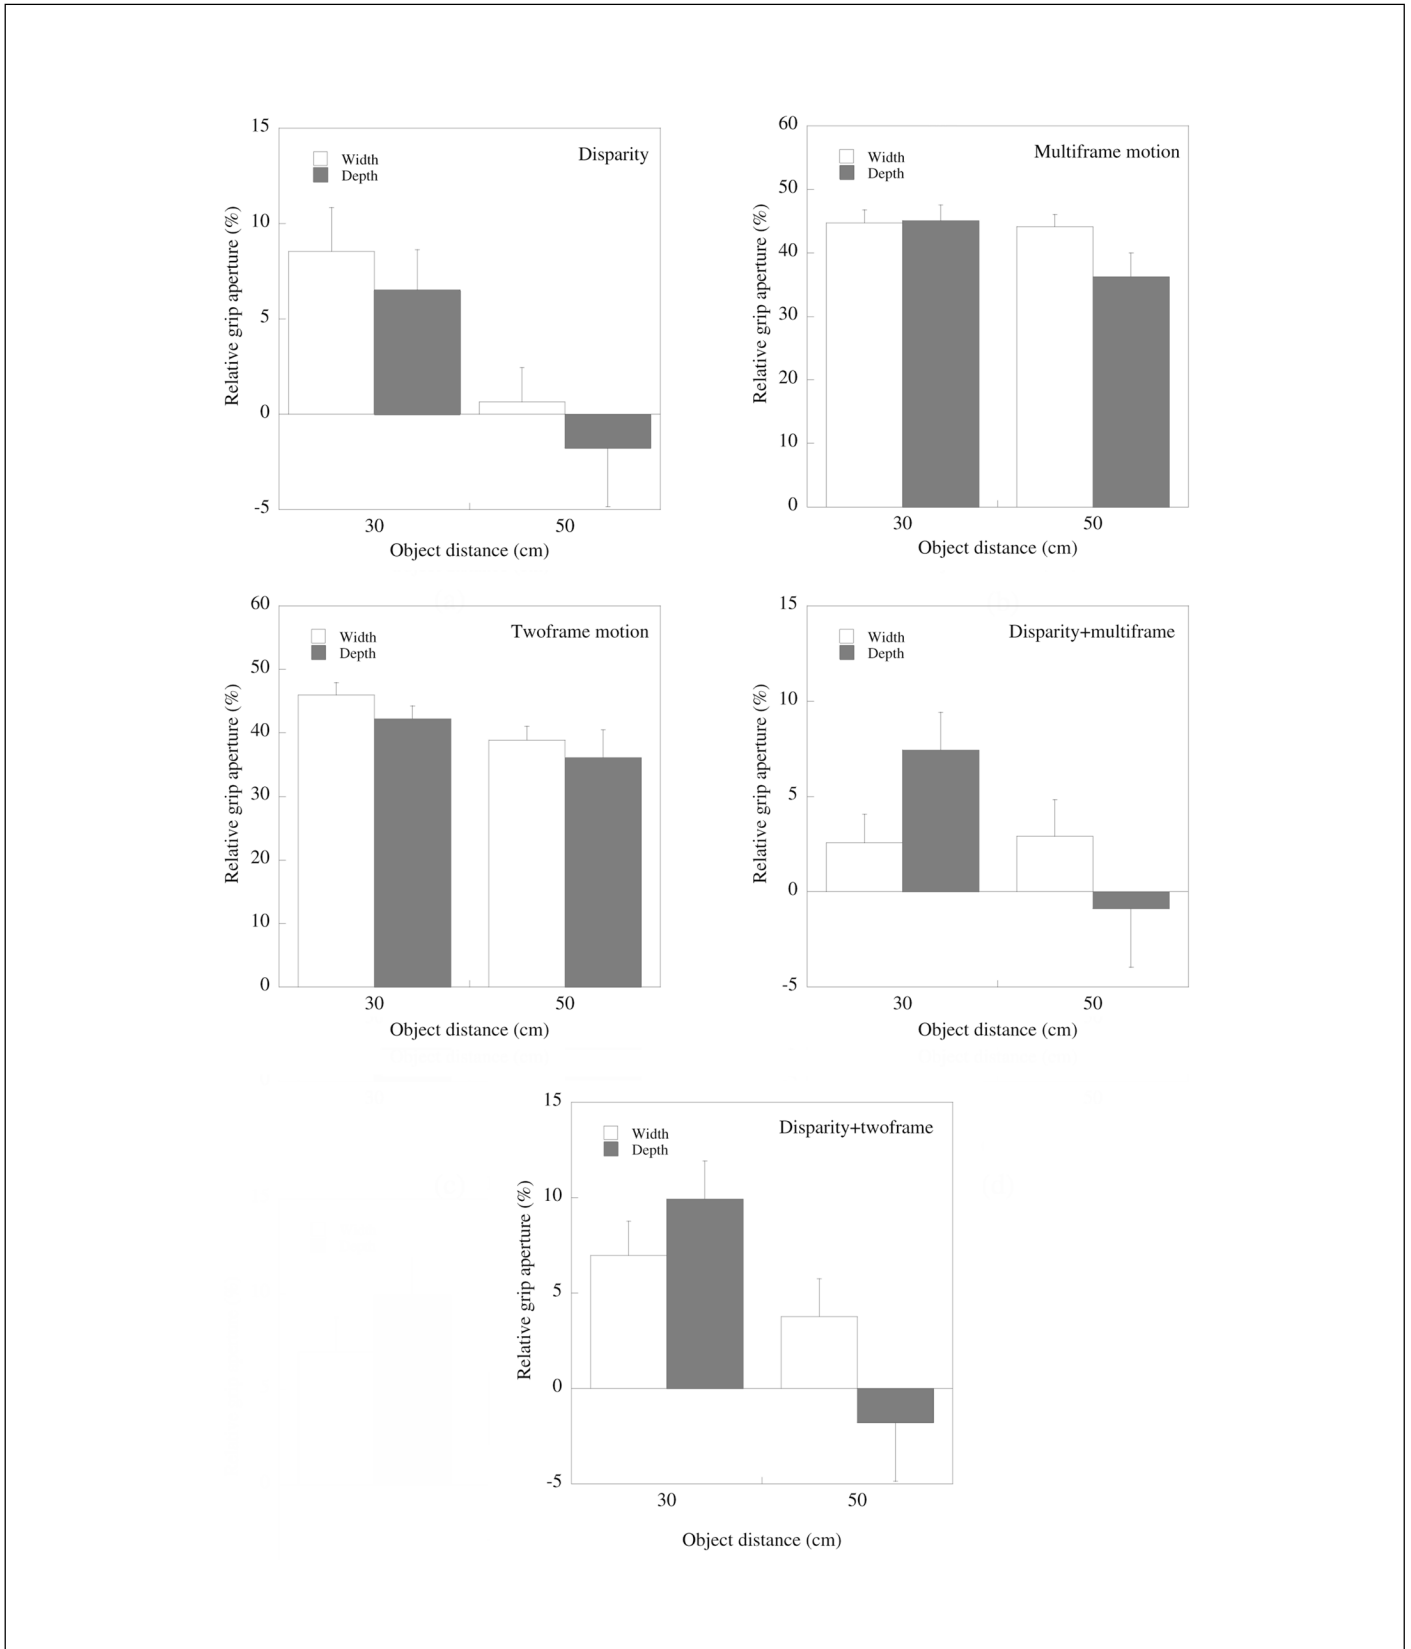 15
10
5
0
-5
Relative grip aperture (%)
Width
Depth
Disparity
30
50
Object distance (cm)
60
50
40
30
20
10
0
Relative grip aperture (%)
Width
Depth
Multiframe motion
30
50
Object distance (cm)
60
50
40
30
20
10
0
Relative grip aperture (%)
Width
Depth
Twoframe motion
30
50
Object distance (cm)
15
10
5
0
-5
Relative grip aperture (%)
Width
Depth
Disparity+multiframe
30
50
Object distance (cm)
15
10
5
0
-5
Relative grip aperture (%)
Width
Depth
Disparity+twoframe
30
50
Object distance (cm)